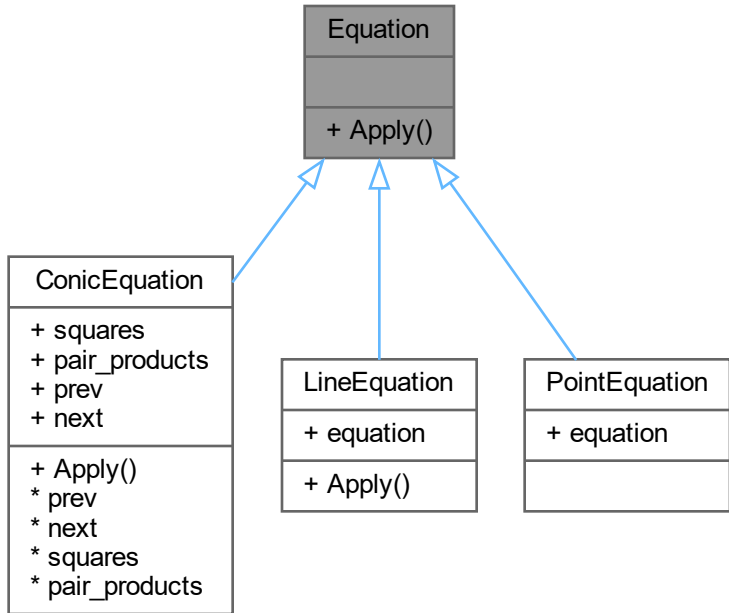 Equation
+ Apply()
ConicEquation
+ squares
+ pair_products
+ prev
+ next
+ Apply()
* prev
* next
* squares
* pair_products
LineEquation
+ equation
+ Apply()
PointEquation
+ equation